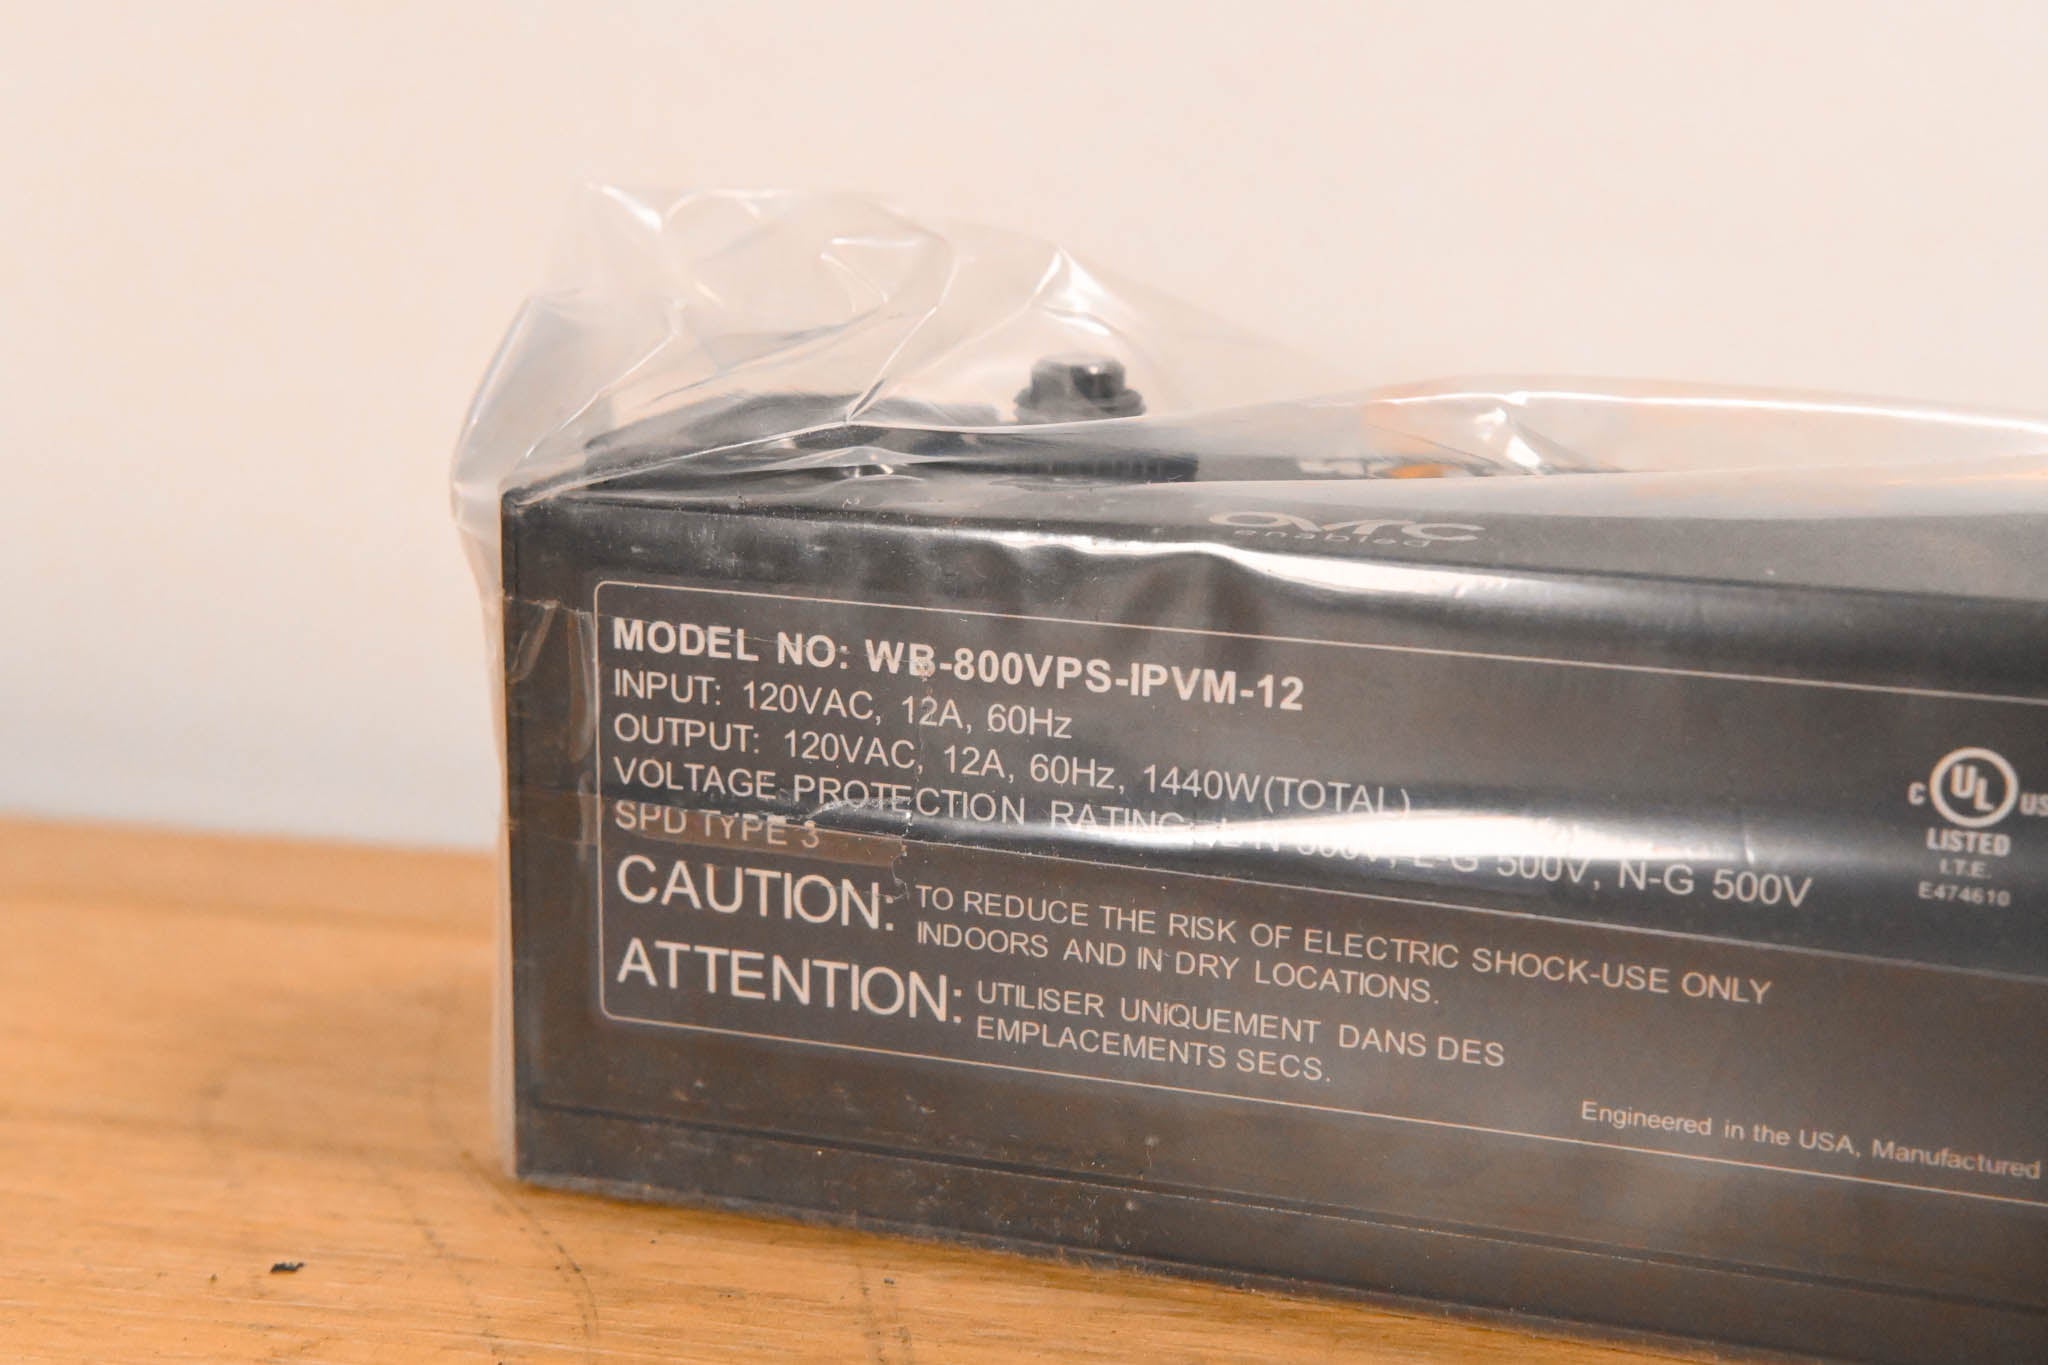 OvrC
enabled
MODEL NO: WB-800VPS-IPVM-12
INPUT: 120VAC, 12A, 60Hz
OUTPUT: 120VAC, 12A, 60Hz, 1440W(TOTAL)
VOLTAGE PROTECTION RATING: L-N 600V, L-G 500V, N-G 500V
SPD TYPE 3
CAUTION: TO REDUCE THE RISK OF ELECTRIC SHOCK-USE ONLY
INDOORS AND IN DRY LOCATIONS.
ATTENTION: UTILISER UNIQUEMENT DANS DES
EMPLACEMENTS SECS.
C UL US
LISTED
I.T.E.
E474610
Engineered in the USA, Manufactured